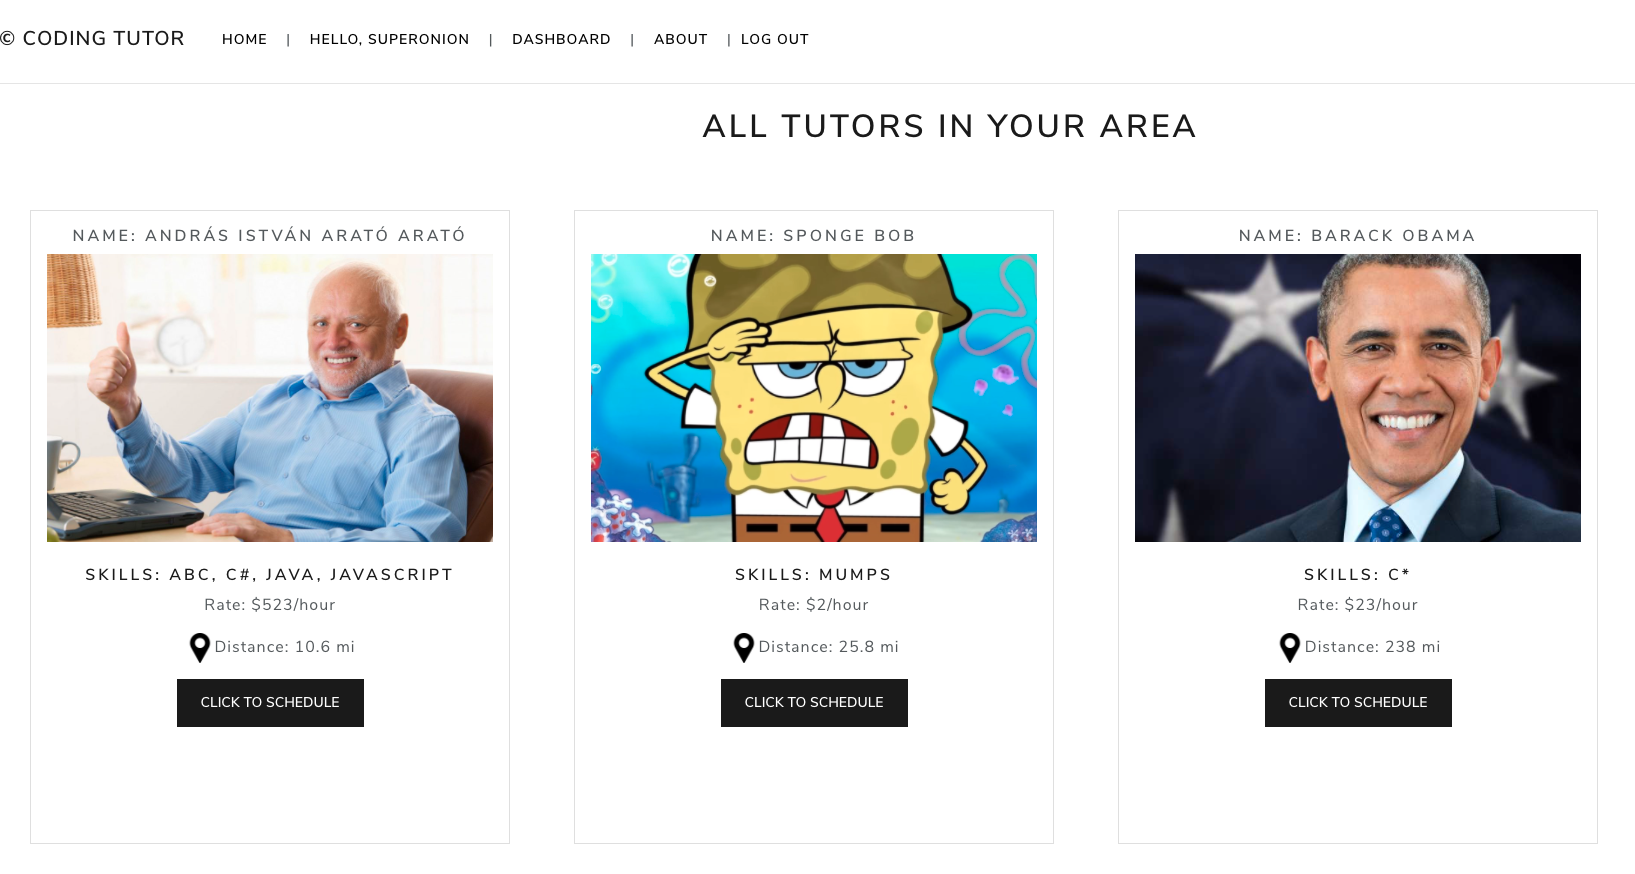 © CODING TUTOR HOME | HELLO, SUPERONION | DASHBOARD | ABOUT | LOG OUT
ALL TUTORS IN YOUR AREA
NAME: ANDRÁS ISTVÁN ARATÓ ARATÓ
SKILLS: ABC, C#, JAVA, JAVASCRIPT
Rate: $523/hour
Distance: 10.6 mi
CLICK TO SCHEDULE
NAME: SPONGE BOB
SKILLS: MUMPS
Rate: $2/hour
Distance: 25.8 mi
CLICK TO SCHEDULE
NAME: BARACK OBAMA
SKILLS: C*
Rate: $23/hour
Distance: 238 mi
CLICK TO SCHEDULE